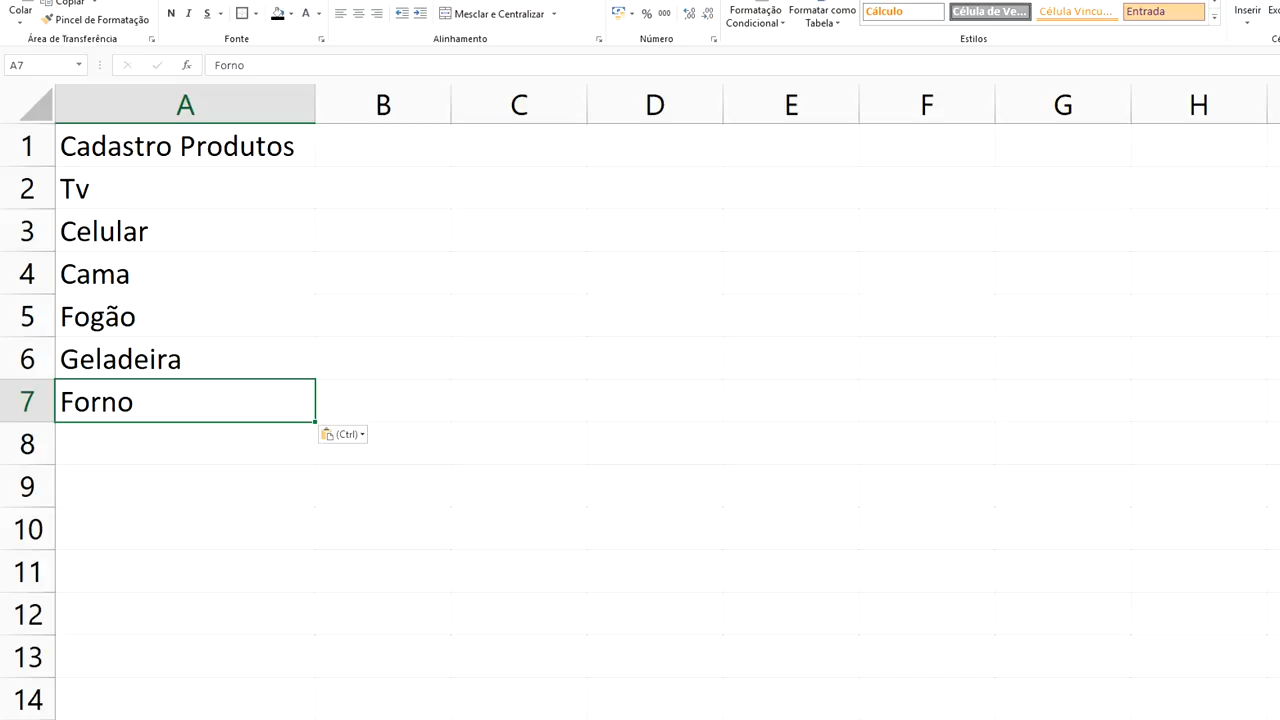 Colar
Copiar
Pincel de Formatação
Área de Transferência
N I S
A
Fonte
Mesclar e Centralizar
Alinhamento
% 000
Número
Formatação
Condicional
Formatar como
Tabela
Cálculo
Célula de Ve...
Célula Vincu...
Entrada
Estilos
Inserir
A7
fx
Forno
A B C D E F G H
1 Cadastro Produtos
2 Tv
3 Celular
4 Cama
5 Fogão
6 Geladeira
7 Forno
(Ctrl)
8
9
10
11
12
13
14